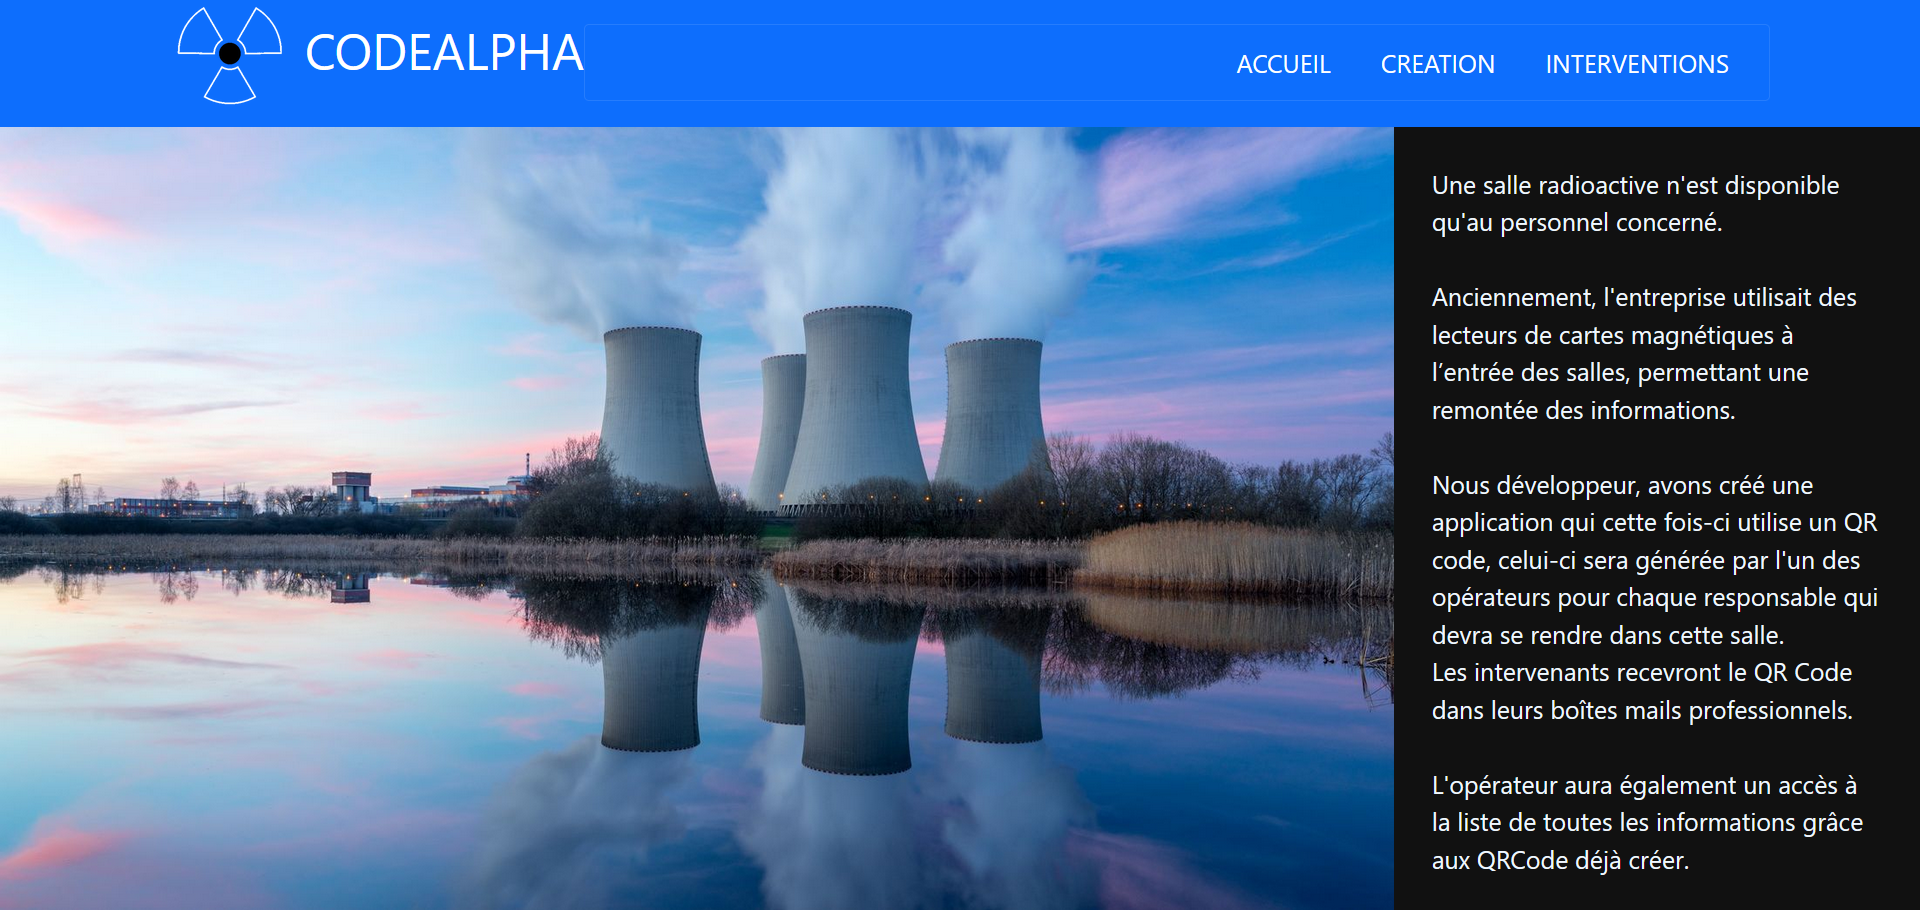 CODEALPHA
ACCUEIL CREATION INTERVENTIONS
Une salle radioactive n'est disponible
qu'au personnel concerné.
Anciennement, l'entreprise utilisait des
lecteurs de cartes magnétiques à
l’entrée des salles, permettant une
remontée des informations.
Nous développeur, avons créé une
application qui cette fois-ci utilise un QR
code, celui-ci sera générée par l'un des
opérateurs pour chaque responsable qui
devra se rendre dans cette salle.
Les intervenants recevront le QR Code
dans leurs boîtes mails professionnels.
L'opérateur aura également un accès à
la liste de toutes les informations grâce
aux QRCode déjà créer.